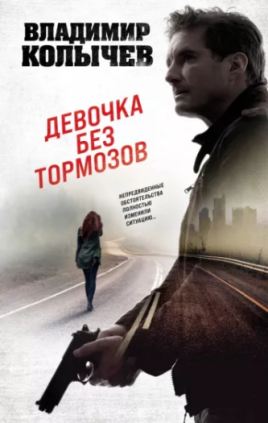 ВЛАДИМИР
КОЛЫЧЕВ
ДЕВОЧКА
БЕЗ
ТОРМОЗОВ
НЕПРЕДВИДЕННЫЕ
ОБСТОЯТЕЛЬСТВА
ПОЛНОСТЬЮ
ИЗМЕНИЛИ
СИТУАЦИЮ...